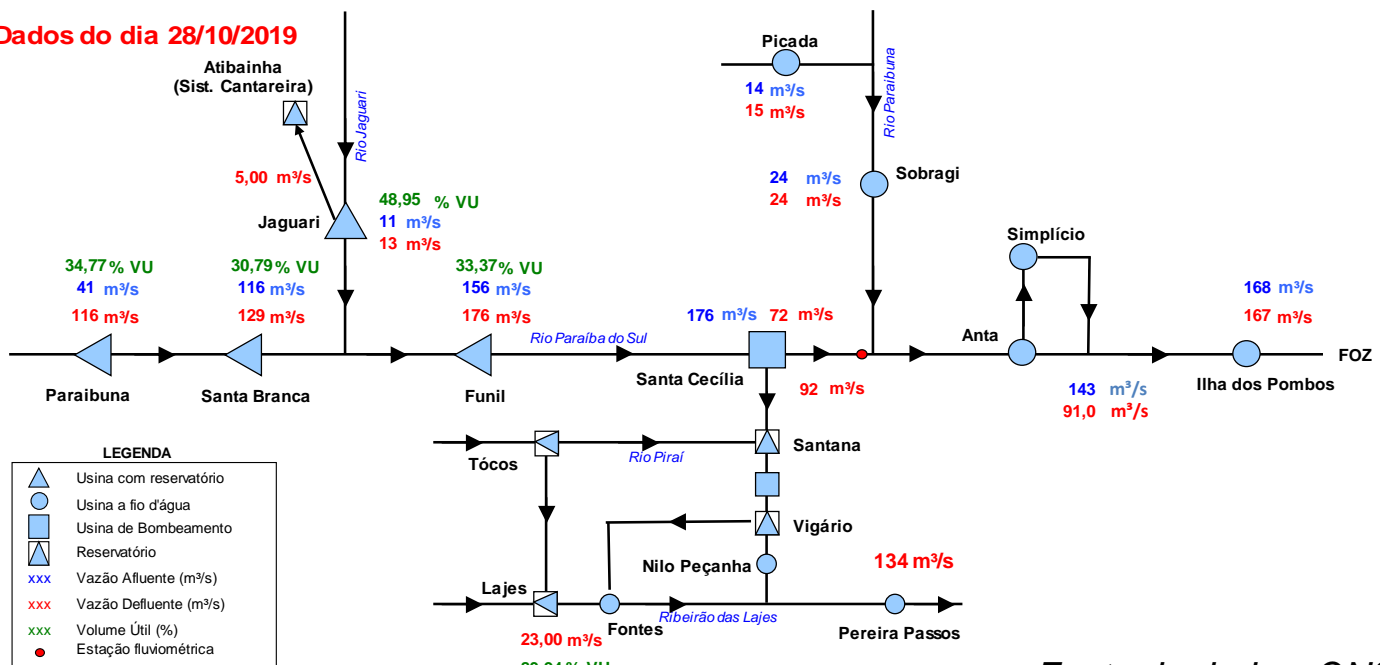 Dados do dia 28/10/2019
Atibainha
(Sist. Cantareira)
Rio Jaguari
5,00 m³/s
Jaguari
48,95 % VU
11 m³/s
13 m³/s
Picada
14 m³/s
15 m³/s
Rio Paraibuna
24 m³/s
24 m³/s
Sobragi
34,77 % VU
41 m³/s
116 m³/s
Paraibuna
30,79 % VU
116 m³/s
129 m³/s
Santa Branca
33,37 % VU
156 m³/s
176 m³/s
Funil
Rio Paraíba do Sul
176 m³/s 72 m³/s
Santa Cecília
92 m³/s
Simplício
Anta
143 m³/s
91,0 m³/s
168 m³/s
167 m³/s
Ilha dos Pombos
FOZ
Tócos
Rio Piraí
Santana
Vigário
Nilo Peçanha
134 m³/s
Lajes
Fontes
Ribeirão das Lajes
Pereira Passos
23,00 m³/s
LEGENDA
Usina com reservatório
Usina a fio d'água
Usina de Bombeamento
Reservatório
xxx Vazão Afluente (m³/s)
xxx Vazão Defluente (m³/s)
xxx Volume Útil (%)
Estação fluviométrica